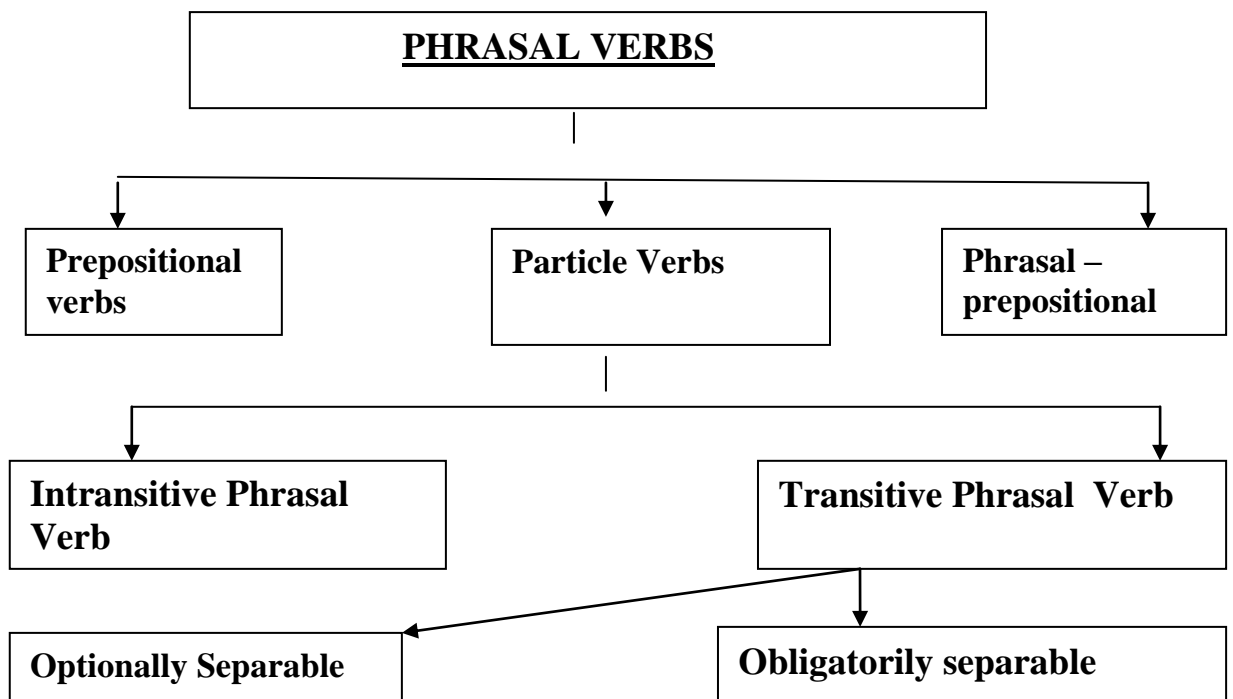 PHRASAL VERBS
Prepositional
verbs
Particle Verbs
Phrasal –
prepositional
Intransitive Phrasal
Verb
Transitive Phrasal Verb
Optionally Separable
Obligatorily separable